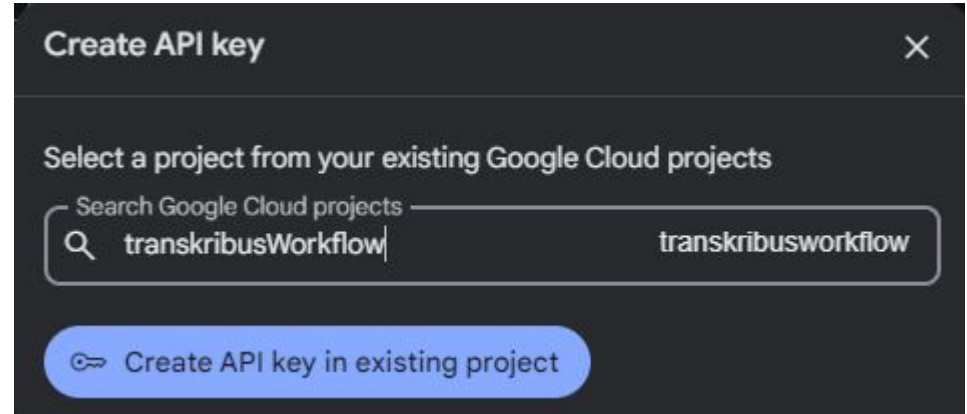 Create API key
Select a project from your existing Google Cloud projects
Search Google Cloud projects
transkribusWorkflow transkribusworkflow
Create API key in existing project